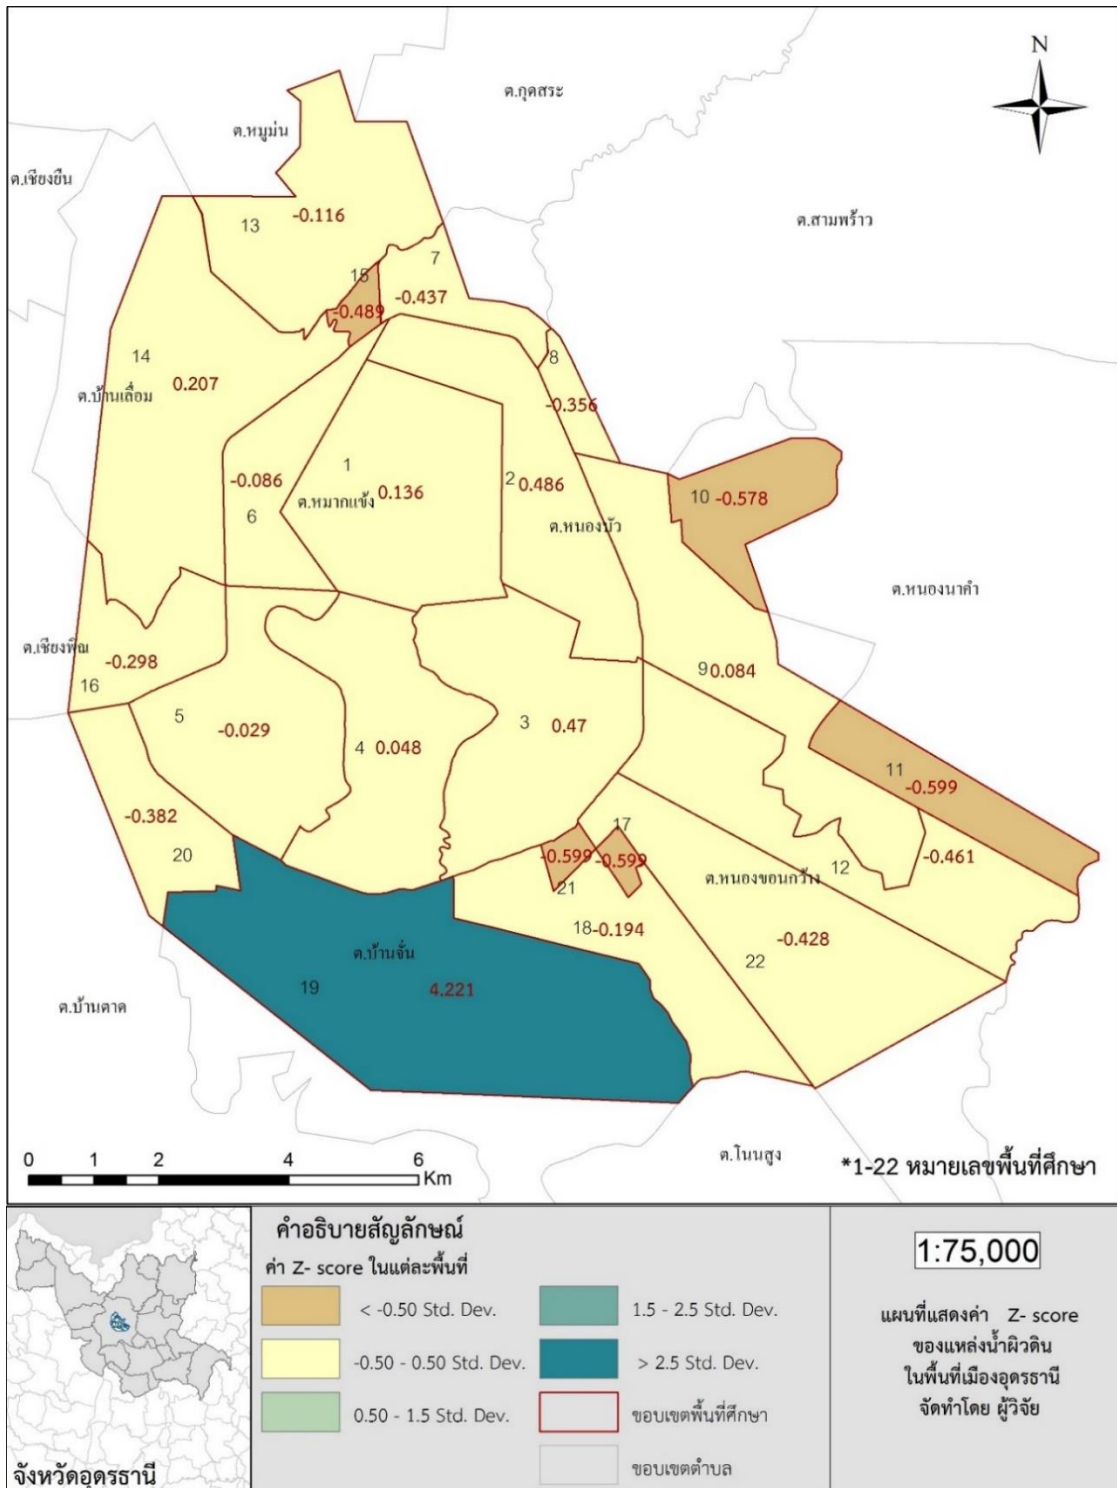 N
ต.กุดสระ
ต.หมูม่น
ต.เชียงยืน
ต.สามพร้าว
13
-0.116
7
15
-0.437
-0.489
14
0.207
8
ต.บ้านเลื่อม
-0.356
1
0.136
-0.086
2
0.486
10
-0.578
ต.หมากแข้ง
6
ต.หนองบัว
ต.หนองนาคำ
ต.เชียงพิณ
-0.298
16
9
0.084
5
-0.029
4
0.048
3
0.47
11
-0.599
-0.382
20
17
-0.599
-0.599
21
ต.หนองขอนกว้าง
12
-0.461
18
-0.194
-0.428
22
ต.บ้านจั่น
19
4.221
ต.บ้านตาด
ต.โนนสูง
0 1 2 4 6
Km
*1-22 หมายเลขพื้นที่ศึกษา
จังหวัดอุดรธานี
คำอธิบายสัญลักษณ์
ค่า Z- score ในแต่ละพื้นที่
< -0.50 Std. Dev.
-0.50 - 0.50 Std. Dev.
0.50 - 1.5 Std. Dev.
1.5 - 2.5 Std. Dev.
> 2.5 Std. Dev.
ขอบเขตพื้นที่ศึกษา
ขอบเขตตำบล
1:75,000
แผนที่แสดงค่า Z- score
ของแหล่งน้ำผิวดิน
ในพื้นที่เมืองอุดรธานี
จัดทำโดย ผู้วิจัย